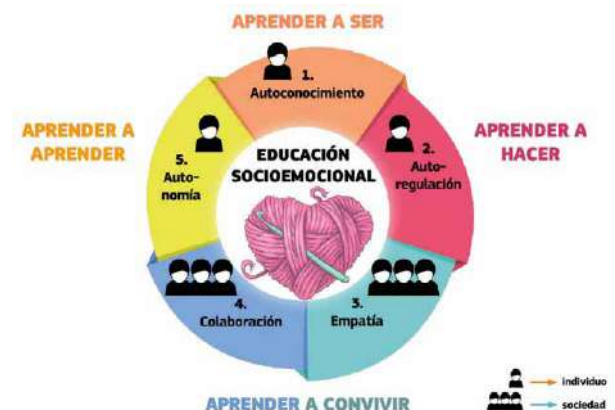 APRENDER A SER
1.
Autoconocimiento
APRENDER A
HACER
2.
Auto-
regulación
EDUCACIÓN
SOCIOEMOCIONAL
APRENDER A
APRENDER
5.
Auto-
nomía
3.
Empatía
4.
Colaboración
APRENDER A CONVIVIR
individuo
sociedad